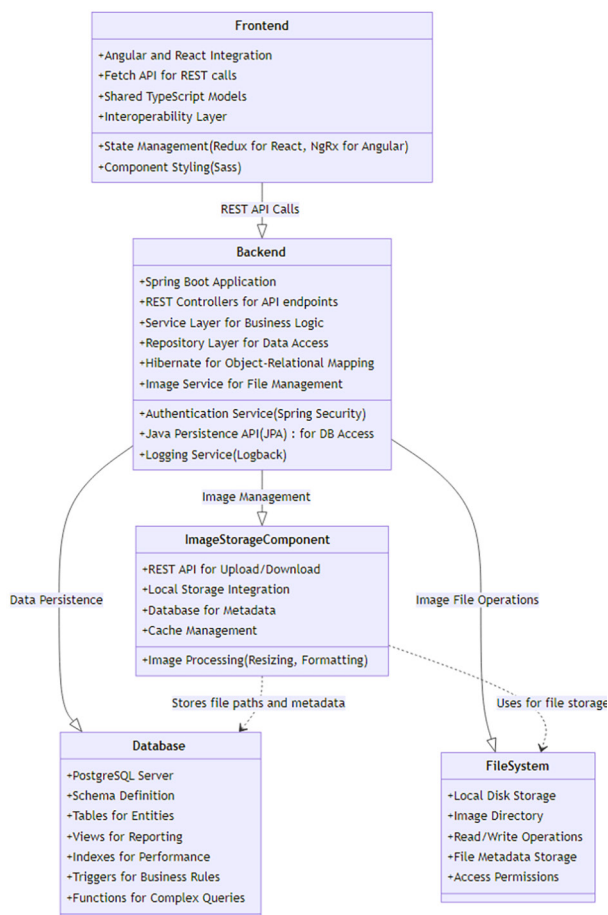 Frontend
+Angular and React Integration
+Fetch API for REST calls
+Shared TypeScript Models
+Interoperability Layer
+State Management(Redux for React, NgRx for Angular)
+Component Styling(Sass)
REST API Calls
Backend
+Spring Boot Application
+REST Controllers for API endpoints
+Service Layer for Business Logic
+Repository Layer for Data Access
+Hibernate for Object-Relational Mapping
+Image Service for File Management
+Authentication Service(Spring Security)
+Java Persistence API(JPA) : for DB Access
+Logging Service(Logback)
Image Management
ImageStorageComponent
+REST API for Upload/Download
+Local Storage Integration
+Database for Metadata
+Cache Management
+Image Processing(Resizing, Formatting)
Data Persistence
Image File Operations
Stores file paths and metadata
Uses for file storage
Database
+PostgreSQL Server
+Schema Definition
+Tables for Entities
+Views for Reporting
+Indexes for Performance
+Triggers for Business Rules
+Functions for Complex Queries
FileSystem
+Local Disk Storage
+Image Directory
+Read/Write Operations
+File Metadata Storage
+Access Permissions